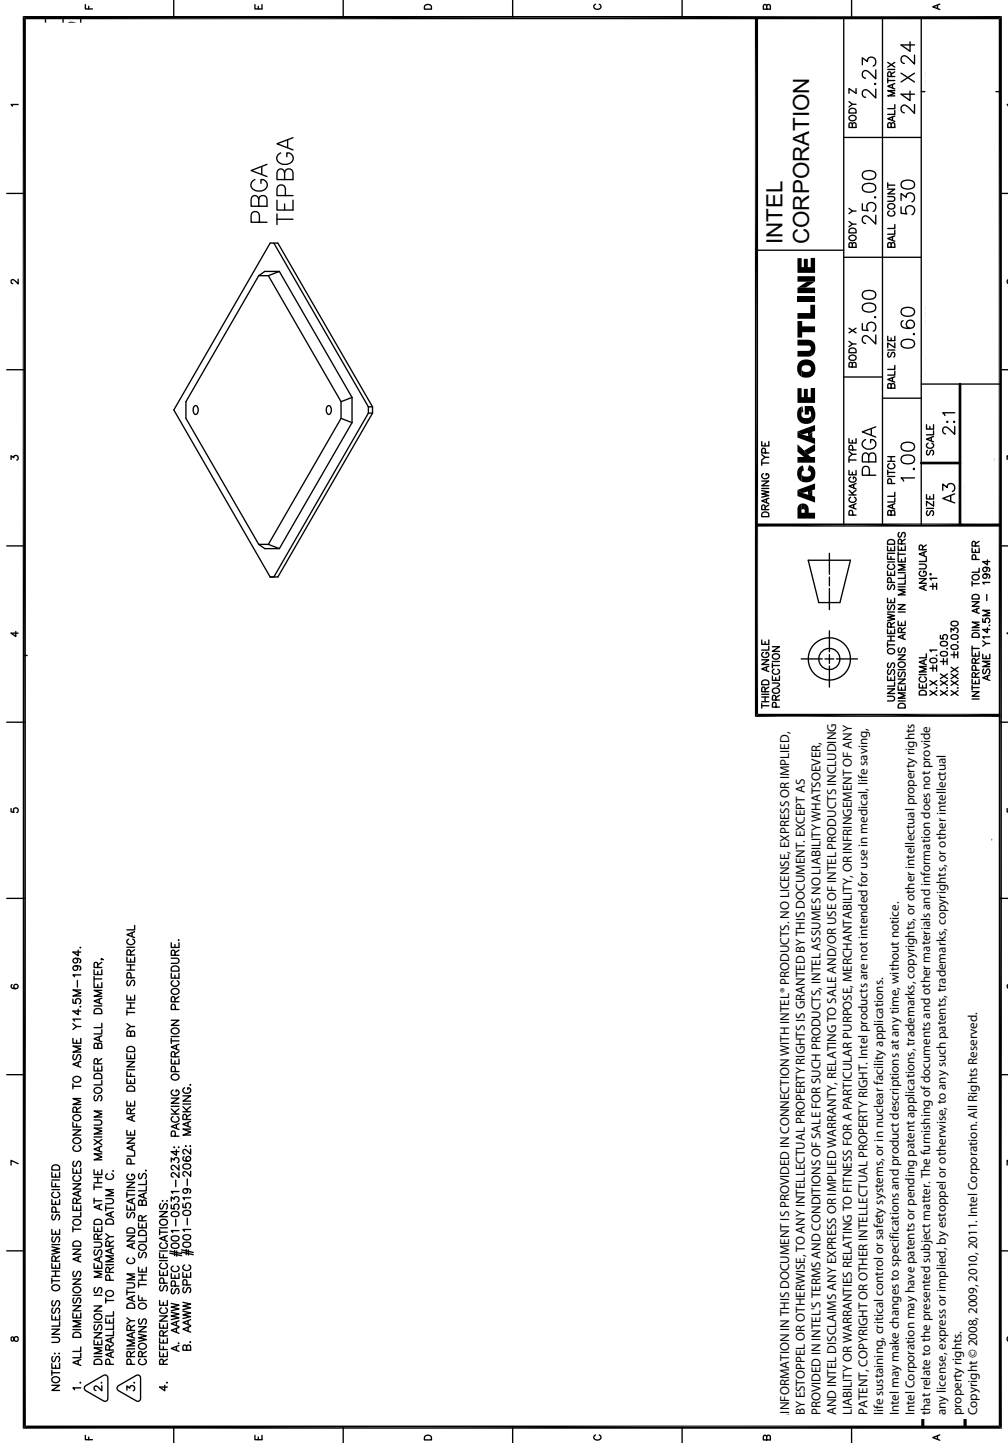 NOTES: UNLESS OTHERWISE SPECIFIED
1. ALL DIMENSIONS AND TOLERANCES CONFORM TO ASME Y14.5M-1994.
2. DIMENSION IS MEASURED AT THE MAXIMUM SOLDER BALL DIAMETER,
PARALLEL TO PRIMARY DATUM C.
3. PRIMARY DATUM C AND SEATING PLANE ARE DEFINED BY THE SPHERICAL
CROWNS OF THE SOLDER BALLS.
4. REFERENCE SPECIFICATIONS:
A. AAWW SPEC #001-0531-2234: PACKING OPERATION PROCEDURE.
B. AAWW SPEC #001-0519-2062: MARKING.
8 7 6 5 4 3 2 1
F
E
D
C
B
A
F
E
D
C
B
A
PBGA
TEPBGA
INFORMATION IN THIS DOCUMENT IS PROVIDED IN CONNECTION WITH INTEL® PRODUCTS. NO LICENSE, EXPRESS OR IMPLIED,
BY ESTOPPEL OR OTHERWISE, TO ANY INTELLECTUAL PROPERTY RIGHTS IS GRANTED BY THIS DOCUMENT. EXCEPT AS
PROVIDED IN INTEL'S TERMS AND CONDITIONS OF SALE FOR SUCH PRODUCTS, INTEL ASSUMES NO LIABILITY WHATSOEVER,
AND INTEL DISCLAIMS ANY EXPRESS OR IMPLIED WARRANTY, RELATING TO SALE AND/OR USE OF INTEL PRODUCTS INCLUDING
LIABILITY OR WARRANTIES RELATING TO FITNESS FOR A PARTICULAR PURPOSE, MERCHANTABILITY, OR INFRINGEMENT OF ANY
PATENT, COPYRIGHT OR OTHER INTELLECTUAL PROPERTY RIGHT. Intel products are not intended for use in medical, life saving,
life sustaining, critical control or safety systems, or in nuclear facility applications.
Intel may make changes to specifications and product descriptions at any time, without notice.
Intel Corporation may have patents or pending patent applications, trademarks, copyrights, or other intellectual property rights
that relate to the presented subject matter. The furnishing of documents and other materials and information does not provide
any license, express or implied, by estoppel or otherwise, to any such patents, trademarks, copyrights, or other intellectual
property rights.
Copyright © 2008, 2009, 2010, 2011. Intel Corporation. All Rights Reserved.
THIRD ANGLE
PROJECTION
UNLESS OTHERWISE SPECIFIED
DIMENSIONS ARE IN MILLIMETERS
DECIMAL ANGULAR
X.X ±0.1 ±1°
X.XX ±0.05
X.XXX ±0.030
INTERPRET DIM AND TOL PER
ASME Y14.5M - 1994
DRAWING TYPE
PACKAGE OUTLINE
INTEL
CORPORATION
PACKAGE TYPE BODY X BODY Y BODY Z
PBGA 25.00 25.00 2.23
BALL PITCH BALL SIZE BALL COUNT BALL MATRIX
1.00 0.60 530 24 X 24
SIZE SCALE
A3 2:1